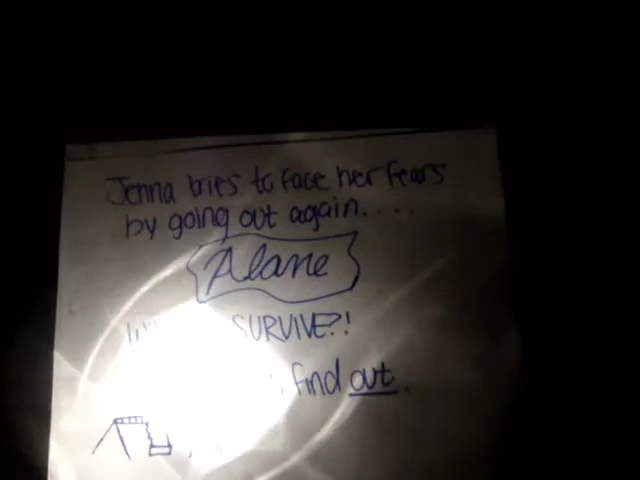 Jenna tries to face her fears
by going out again....
Alone
SURVIVE?!
find out.